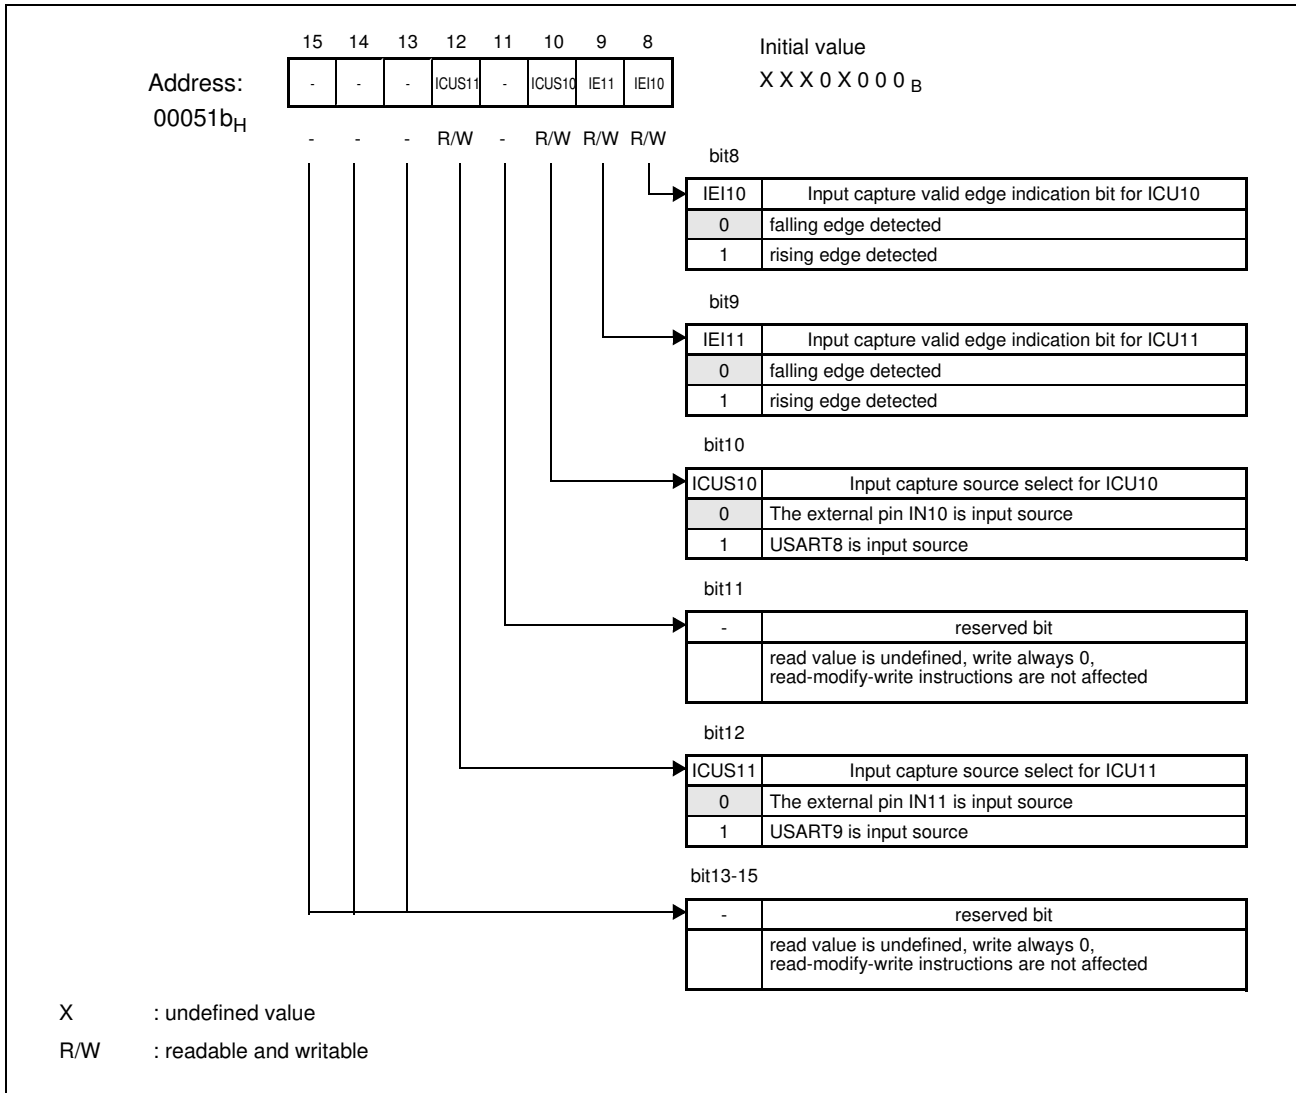 15 14 13 12 11 10 9 8
Initial value
Address:
- - - ICUS11 - ICUS10 IE11 IEI10
X X X 0 X 0 0 0 B
00051bH
- - - R/W - R/W R/W R/W
bit8
IEI10 Input capture valid edge indication bit for ICU10
0 falling edge detected
1 rising edge detected
bit9
IEI11 Input capture valid edge indication bit for ICU11
0 falling edge detected
1 rising edge detected
bit10
ICUS10 Input capture source select for ICU10
0 The external pin IN10 is input source
1 USART8 is input source
bit11
- reserved bit
read value is undefined, write always 0,
read-modify-write instructions are not affected
bit12
ICUS11 Input capture source select for ICU11
0 The external pin IN11 is input source
1 USART9 is input source
bit13-15
- reserved bit
read value is undefined, write always 0,
read-modify-write instructions are not affected
X : undefined value
R/W : readable and writable